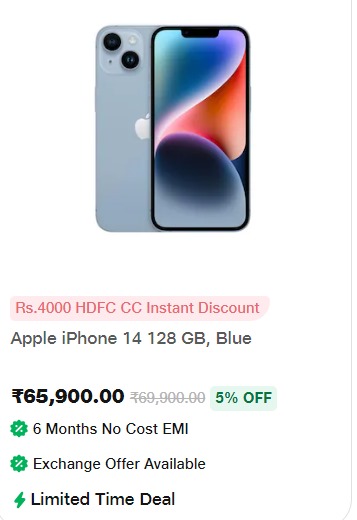 Rs.4000 HDFC CC Instant Discount
Apple iPhone 14 128 GB, Blue
₹65,900.00 ₹69,900.00 5% OFF
6 Months No Cost EMI
Exchange Offer Available
Limited Time Deal